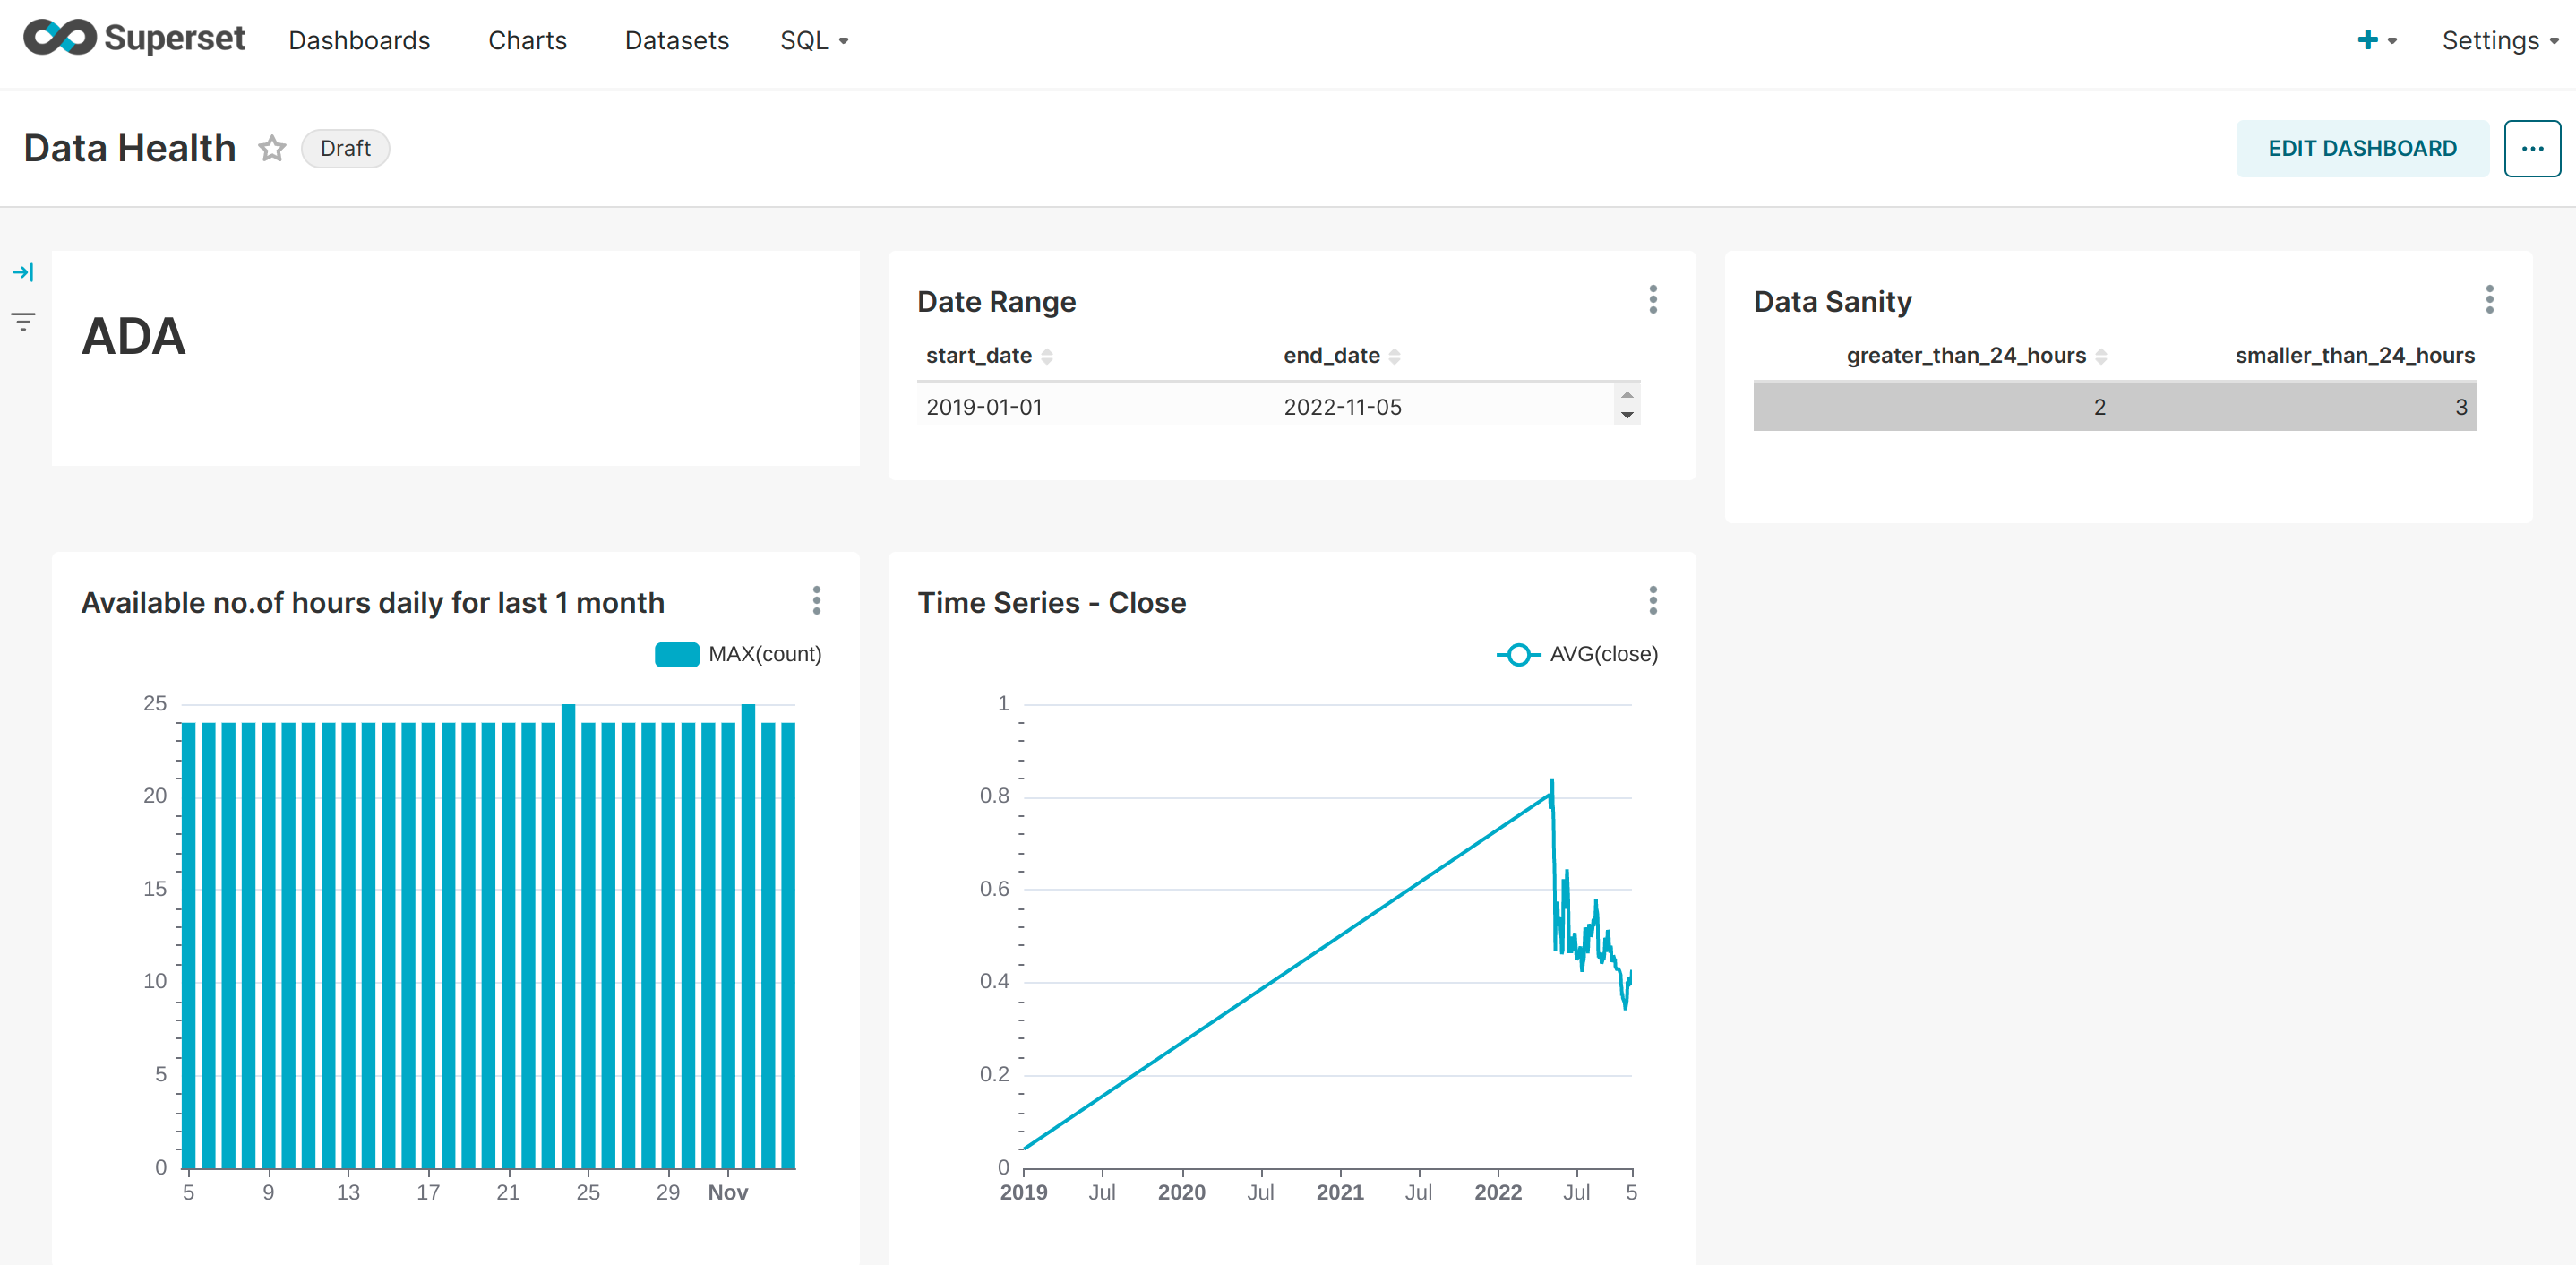 Superset Dashboards Charts Datasets SQL Settings
Data Health Draft EDIT DASHBOARD
ADA
Date Range
start_date end_date
2019-01-01 2022-11-05
Data Sanity
greater_than_24_hours smaller_than_24_hours
2 3
Available no.of hours daily for last 1 month
MAX(count)
25
20
15
10
5
0
5 9 13 17 21 25 29 Nov
Time Series - Close
AVG(close)
1
0.8
0.6
0.4
0.2
0
2019 Jul 2020 Jul 2021 Jul 2022 Jul 5